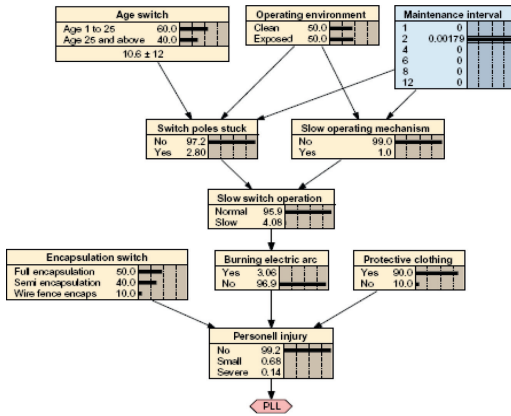 Age switch
Age 1 to 25 60.0
Age 25 and above 40.0
10.6 ± 12
Operating environment
Clean 50.0
Exposed 50.0
Maintenance interval
1 0
2 0.00179
4 0
6 0
8 0
12 0
Switch poles stuck
No 97.2
Yes 2.80
Slow operating mechanism
No 99.0
Yes 1.0
Slow switch operation
Normal 95.9
Slow 4.08
Encapsulation switch
Full encapsulation 50.0
Semi encapsulation 40.0
Wire fence encaps 10.0
Burning electric arc
Yes 3.06
No 96.9
Protective clothing
Yes 90.0
No 10.0
Personell injury
No 99.2
Small 0.68
Severe 0.14
PLL